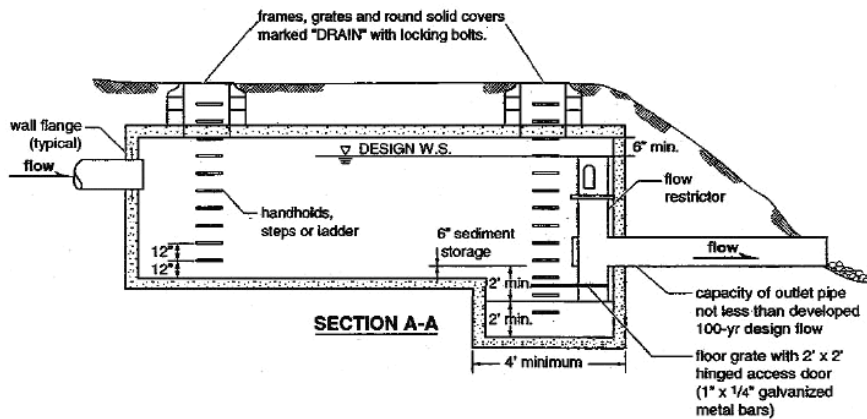 frames, grates and round solid covers
marked "DRAIN" with locking bolts.
wall flange
(typical)
flow
DESIGN W.S.
6" min.
flow
restrictor
handholds,
steps or ladder
6" sediment
storage
flow
12"
12"
2' min.
2' min.
capacity of outlet pipe
not less than developed
100-yr design flow
SECTION A-A
4' minimum
floor grate with 2' x 2'
hinged access door
(1" x 1/4" galvanized
metal bars)